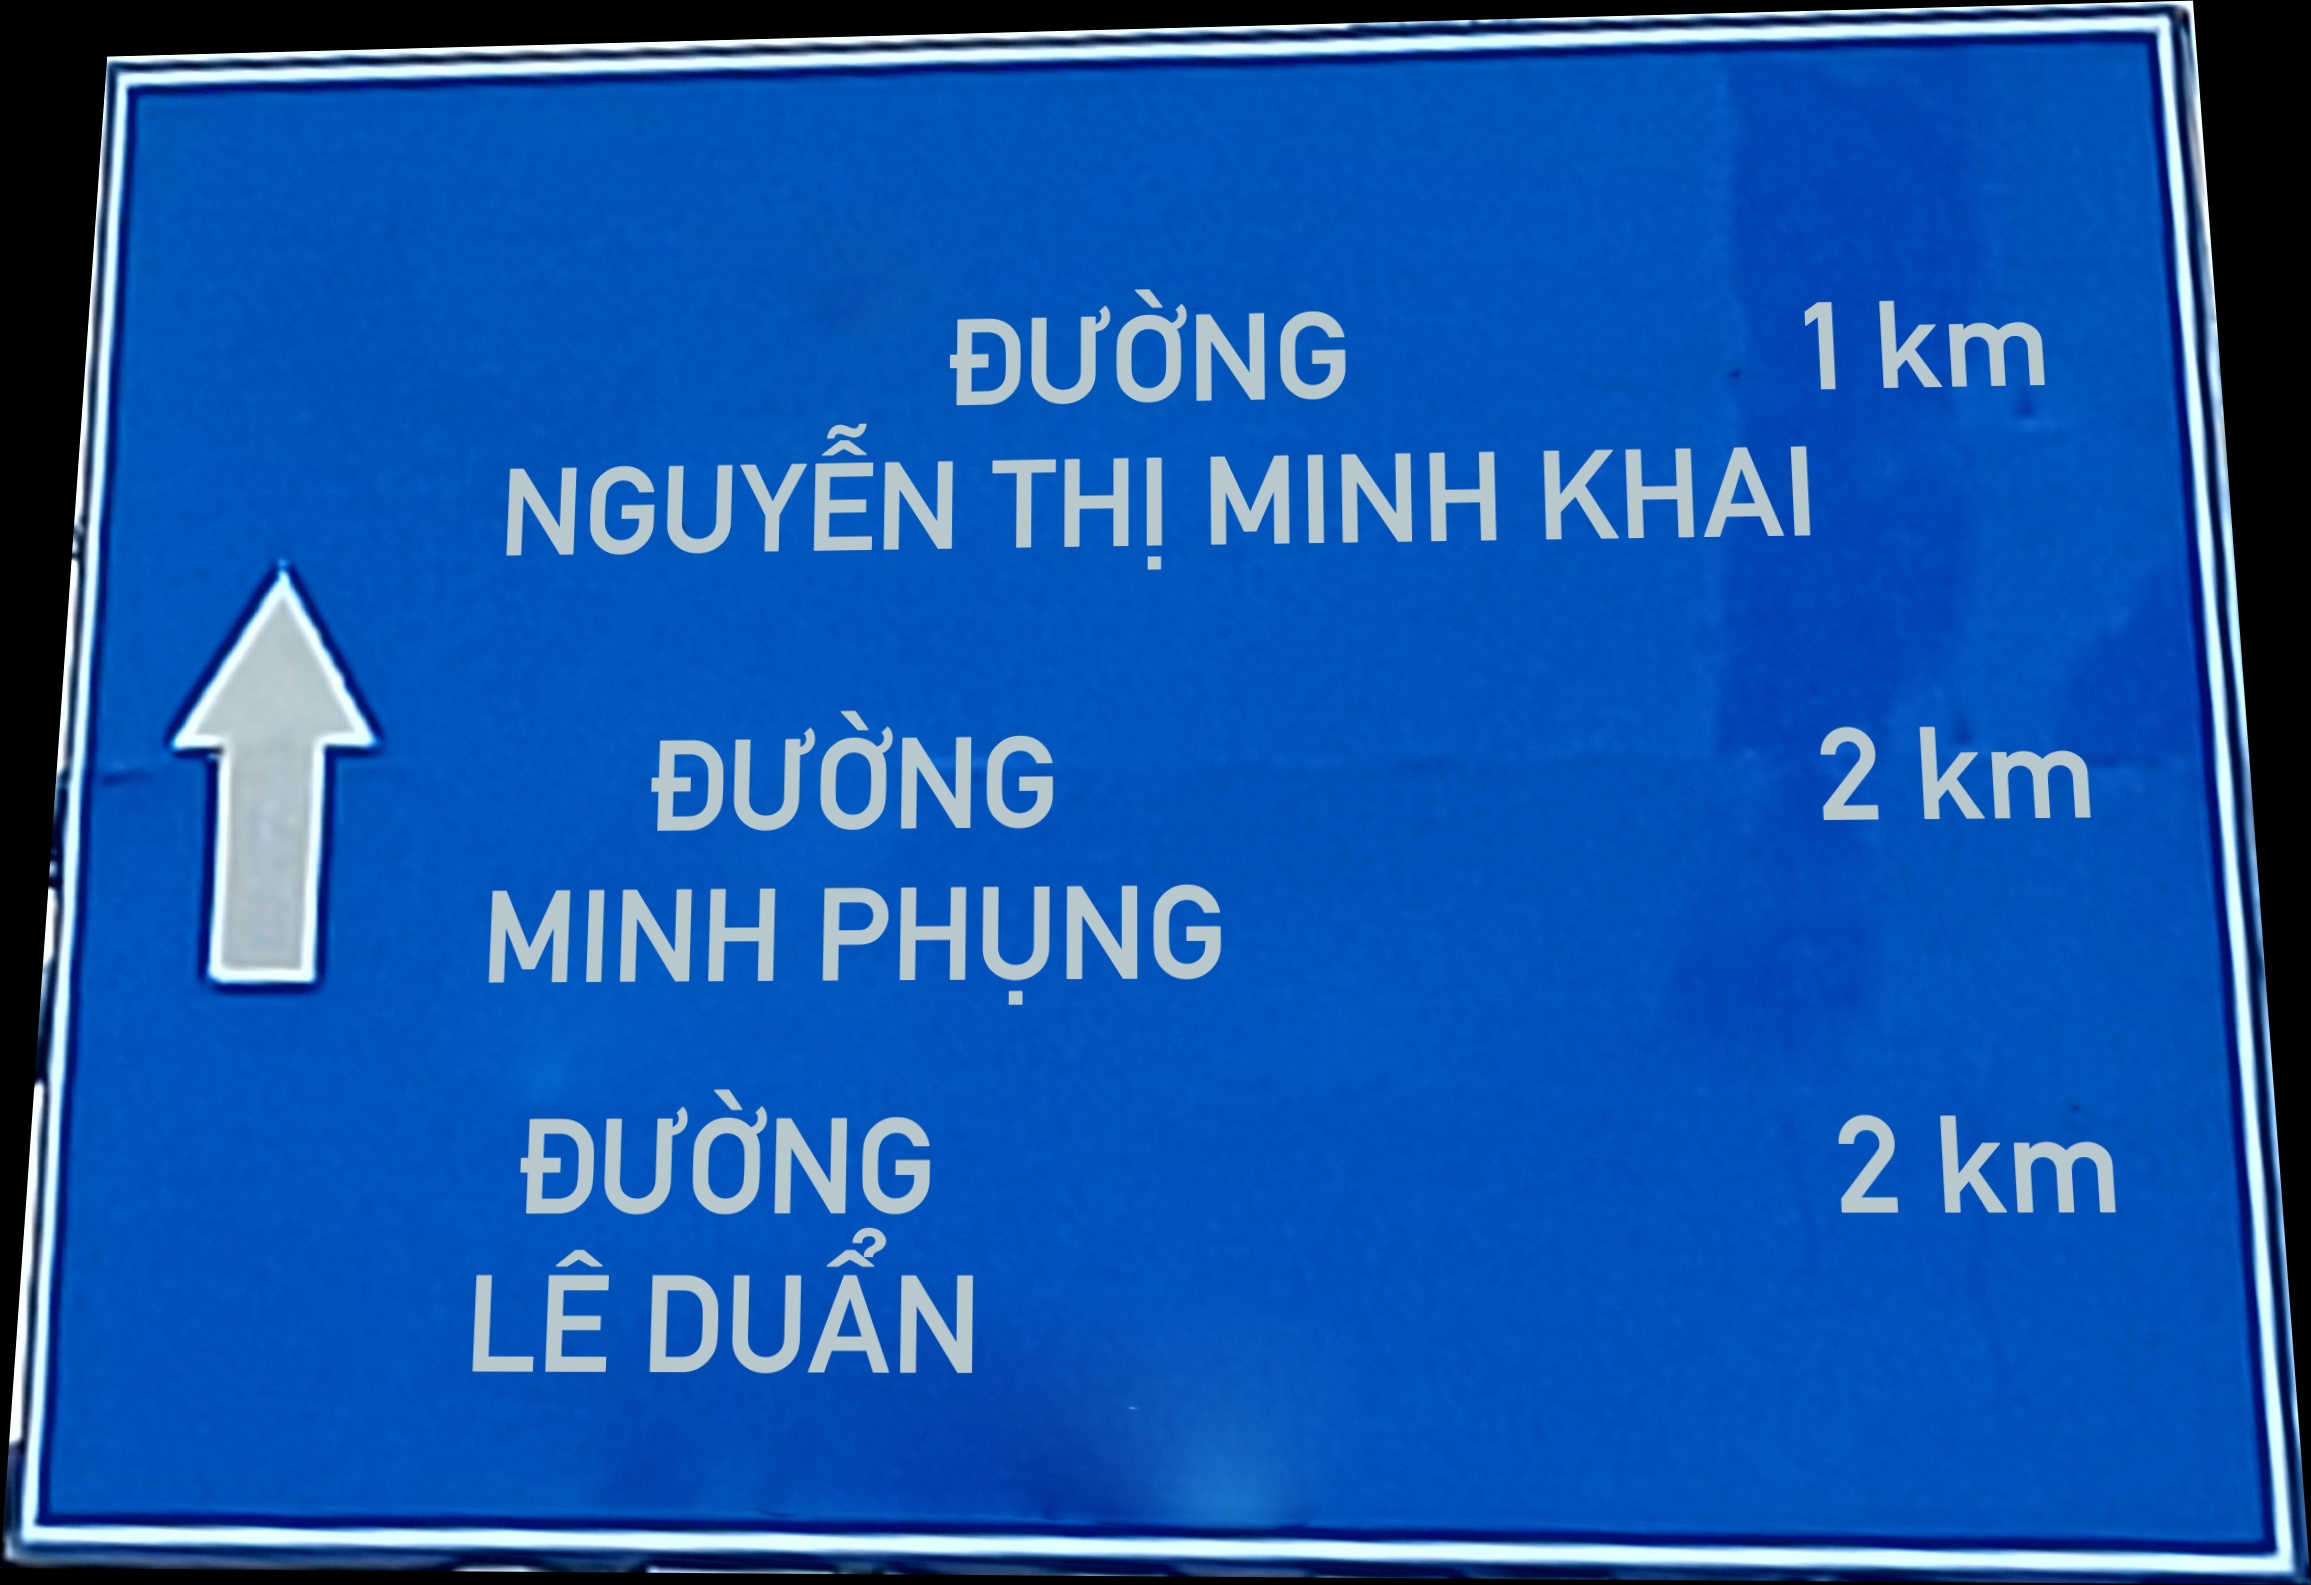 ĐƯỜNG 1 km
NGUYỄN THỊ MINH KHAI
ĐƯỜNG 2 km
MINH PHỤNG
ĐƯỜNG 2 km
LÊ DUẨN